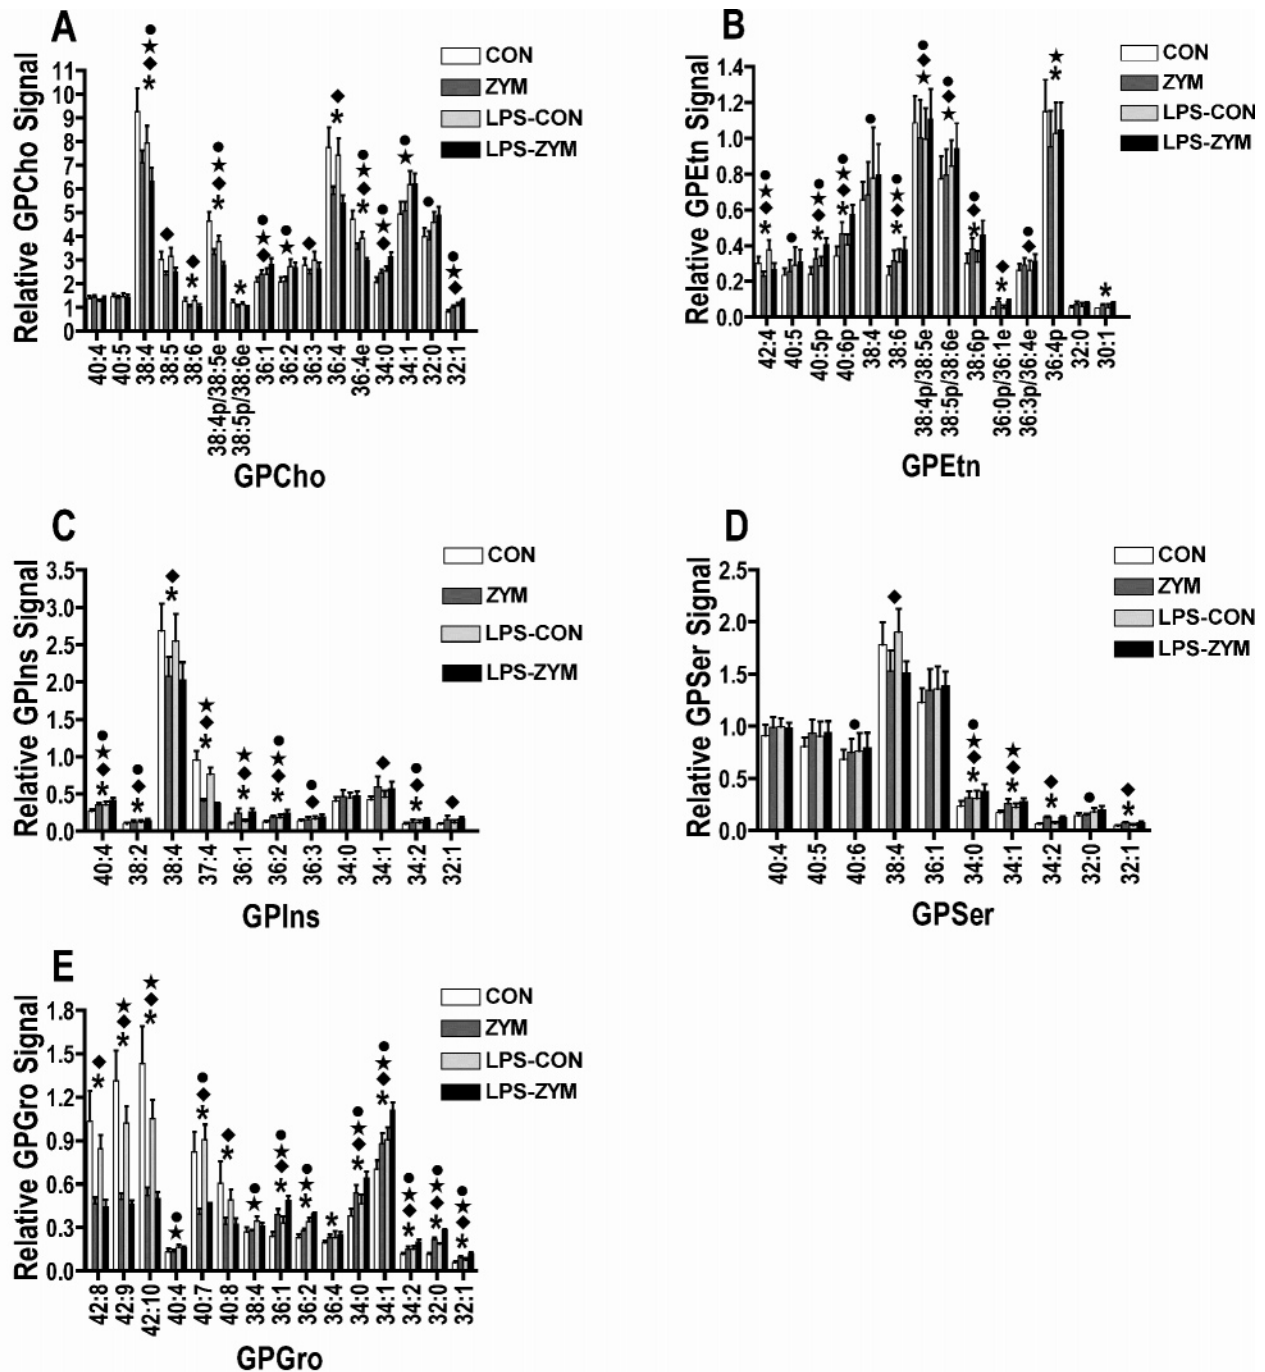 A
Relative GPCho Signal
11
10
9
8
7
6
5
4
3
2
1
0
CON
ZYM
LPS-CON
LPS-ZYM
40:4
40:5
38:4
38:5
38:6
38:4p/38:5e
38:5p/38:6e
36:1
36:2
36:3
36:4
36:4e
34:0
34:1
32:0
32:1
GPCho
B
Relative GPEtn Signal
1.4
1.2
1.0
0.8
0.6
0.4
0.2
0.0
CON
ZYM
LPS-CON
LPS-ZYM
42:4
40:5
40:5p
40:6p
38:4
38:6
38:4p/38:5e
38:5p/38:6e
38:6p
36:0p/36:1e
36:3p/36:4e
36:4p
32:0
30:1
GPEtn
C
Relative GPIns Signal
3.5
3.0
2.5
2.0
1.5
1.0
0.5
0.0
CON
ZYM
LPS-CON
LPS-ZYM
40:4
38:2
38:4
37:4
36:1
36:2
36:3
34:0
34:1
34:2
32:1
GPIns
D
Relative GPSer Signal
2.5
2.0
1.5
1.0
0.5
0.0
CON
ZYM
LPS-CON
LPS-ZYM
40:4
40:5
40:6
38:4
36:1
34:0
34:1
34:2
32:0
32:1
GPSer
E
Relative GPGro Signal
1.8
1.5
1.2
0.9
0.6
0.3
0.0
CON
ZYM
LPS-CON
LPS-ZYM
42:8
42:9
42:10
40:4
40:7
40:8
38:4
36:1
36:2
36:4
34:0
34:1
34:2
32:0
32:1
GPGro